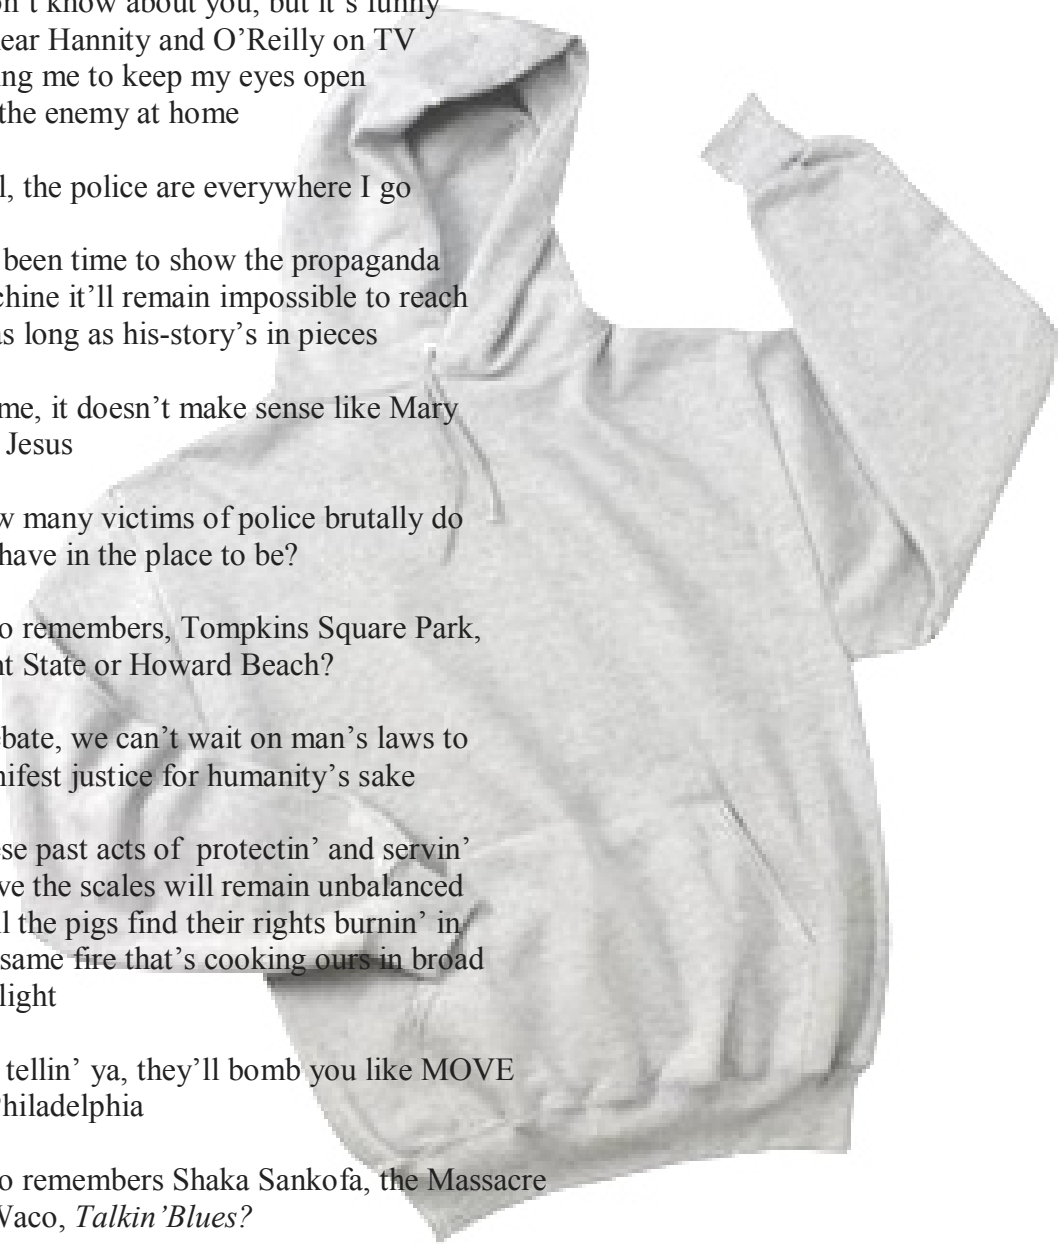 on’t know about you, but it’s funny
ear Hannity and O’Reilly on TV
ng me to keep my eyes open
the enemy at home
l, the police are everywhere I go
been time to show the propaganda
chine it’ll remain impossible to reach
as long as his-story’s in pieces
me, it doesn’t make sense like Mary
Jesus
w many victims of police brutally do
have in the place to be?
o remembers, Tompkins Square Park,
nt State or Howard Beach?
ebate, we can’t wait on man’s laws to
nifest justice for humanity’s sake
ese past acts of protectin’ and servin’
ve the scales will remain unbalanced
l the pigs find their rights burnin’ in
same fire that’s cooking ours in broad
light
tellin’ ya, they’ll bomb you like MOVE
Philadelphia
o remembers Shaka Sankofa, the Massacre
Waco, Talkin’Blues?